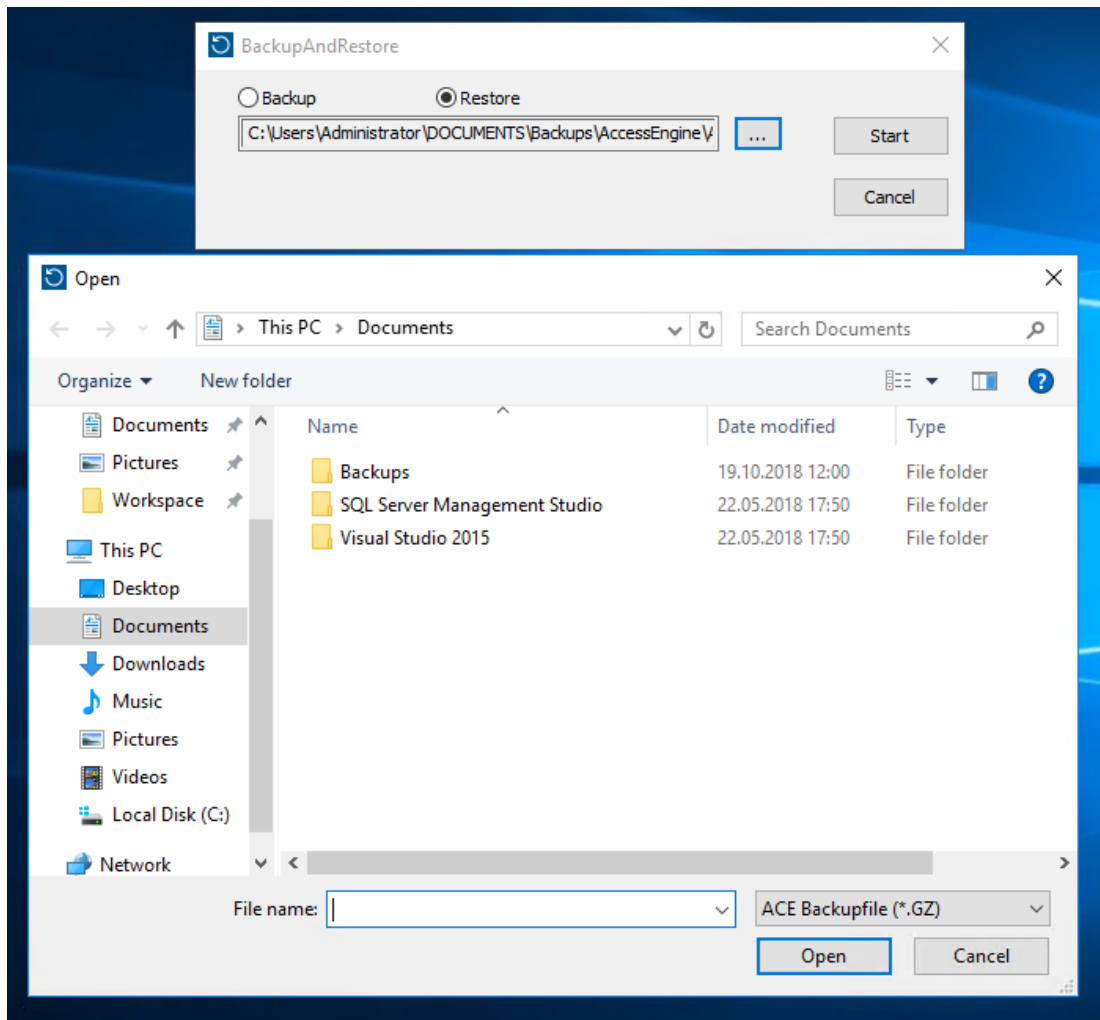 BackupAndRestore
Backup Restore
C:\Users\Administrator\DOCUMENTS\Backups\AccessEngine\A ... Start
Cancel
Open
This PC > Documents Search Documents
Organize New folder ?
Documents Name Date modified Type
Pictures Backups 19.10.2018 12:00 File folder
Workspace SQL Server Management Studio 22.05.2018 17:50 File folder
Visual Studio 2015 22.05.2018 17:50 File folder
This PC
Desktop
Documents
Downloads
Music
Pictures
Videos
Local Disk (C:)
Network
File name: ACE Backupfile (*.GZ)
Open Cancel